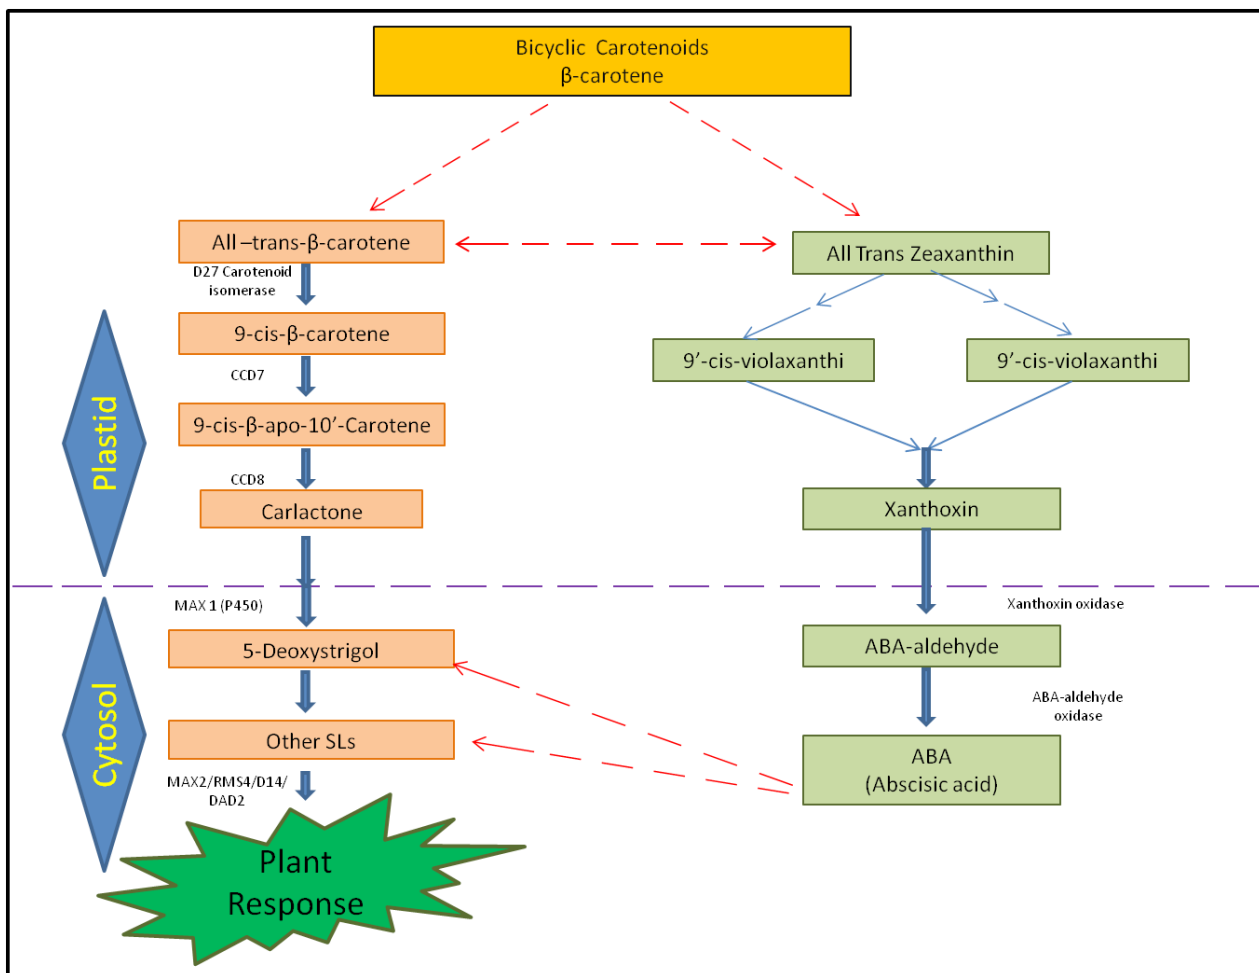 Bicyclic Carotenoids
β-carotene
All –trans-β-carotene
All Trans Zeaxanthin
D27 Carotenoid
isomerase
9-cis-β-carotene
9′-cis-violaxanthi
9′-cis-violaxanthi
CCD7
9-cis-β-apo-10′-Carotene
Plastid
CCD8
Carlactone
Xanthoxin
MAX 1 (P450)
Xanthoxin oxidase
5-Deoxystrigol
ABA-aldehyde
ABA-aldehyde
oxidase
Cytosol
Other SLs
ABA
(Abscisic acid)
MAX2/RMS4/D14/
DAD2
Plant
Response